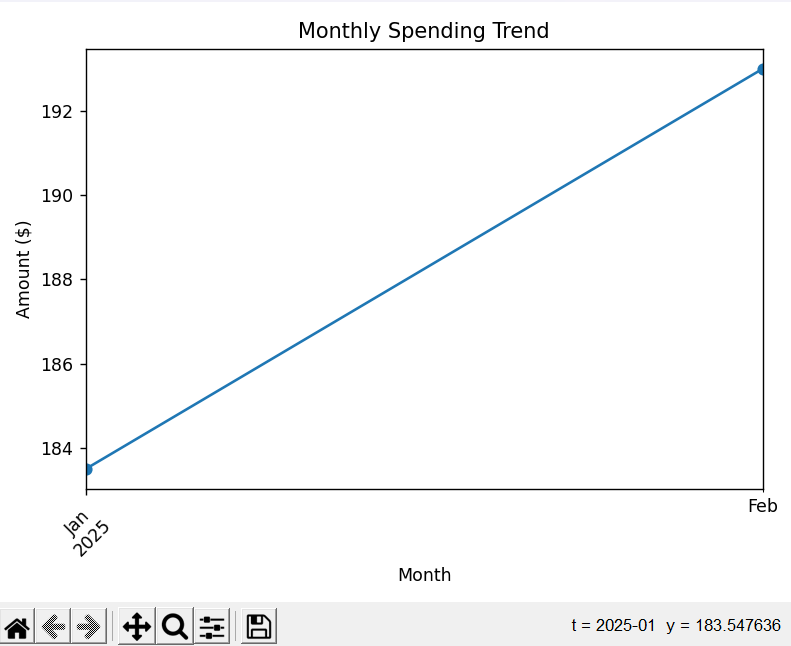 Monthly Spending Trend
192
190
188
186
184
Amount ($)
Jan
2025
Feb
Month
t = 2025-01 y = 183.547636